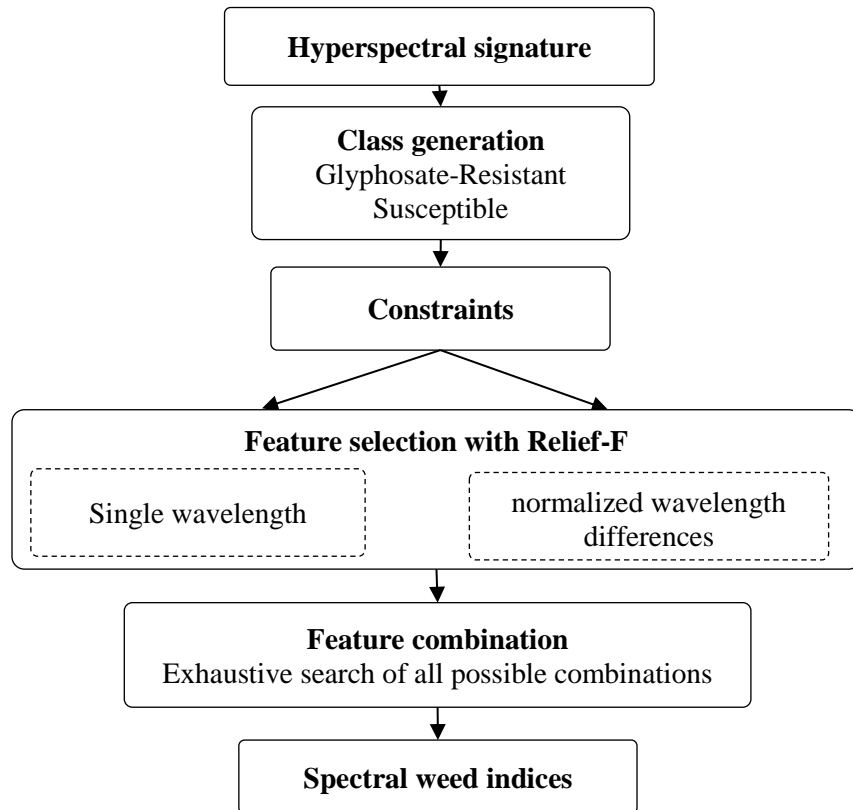 Hyperspectral signature
Class generation
Glyphosate-Resistant
Susceptible
Constraints
Feature selection with Relief-F
Single wavelength
normalized wavelength
differences
Feature combination
Exhaustive search of all possible combinations
Spectral weed indices